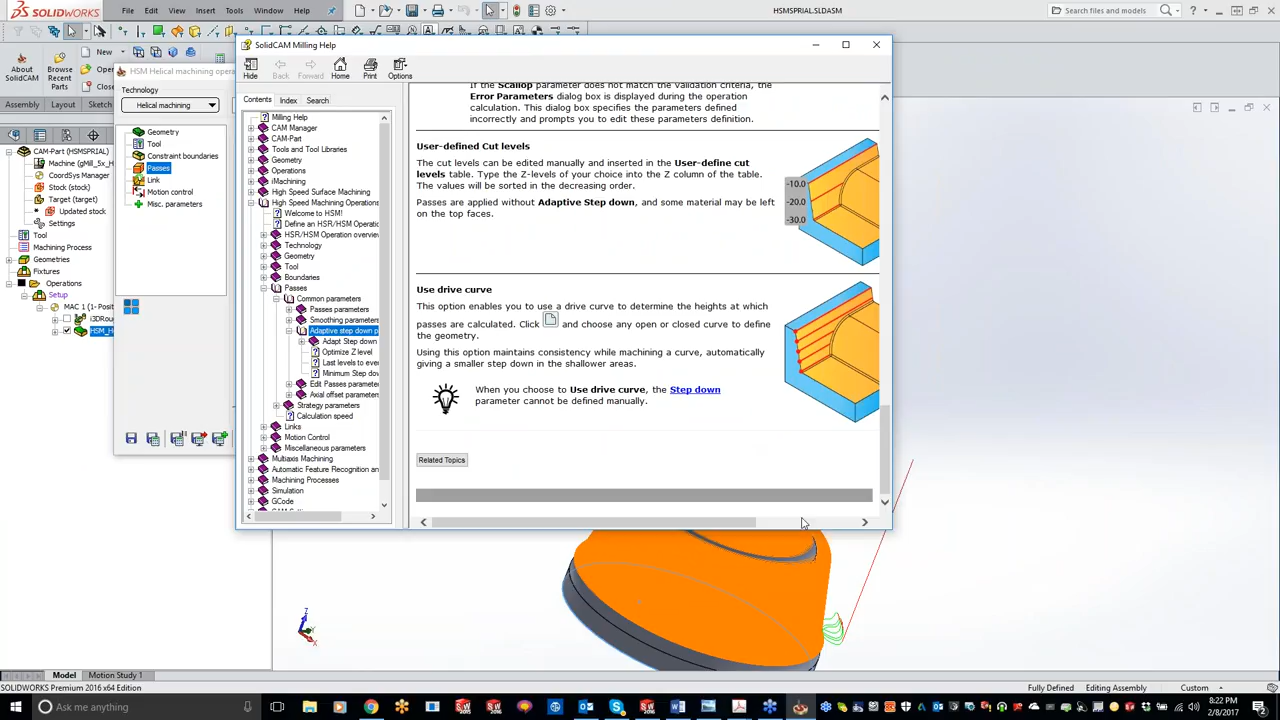 SOLIDWORKS
File Edit View Insert Tools Window Help
HSMSPRIAL.SLDASM
Search files and models
About
SolidCAM
Browse
Recent
Parts
New
Assembly Layout
CAM-Part (HSMSPRIAL)
CoordSys Manager
Stock (stock)
Target (target)
* Updated stock
Settings
Tool
Machining Process
Geometries
Fixtures
Operations
Setup
HSM Helical machining opera
Technology
Helical machining
Geometry
Tool
Constraint boundaries
Passes
Link
Motion control
Misc. parameters
SolidCAM Milling Help
Hide Back Forward Home Print Options
Contents Index Search
Milling Help
CAM Manager
CAM-Part
Tools and Tool Libraries
Geometry
Operations
iMachining
High Speed Surface Machining
High Speed Machining Operations
Welcome to HSM!
Define an HSR/HSM Operatio
HSR/HSM Operation overview
Technology
Geometry
Tool
Boundaries
Passes
Common parameters
Passes parameters
Smoothing parameters
Adaptive step down p
Adapt Step down
Optimize Z level
Last levels to eve
Minimum Step do
Edit Passes parameter
Axial offset parameters
Strategy parameters
Calculation speed
Links
Motion Control
Miscellaneous parameters
Multiaxis Machining
Automatic Feature Recognition an
Machining Processes
Simulation
GCode
If the Scallop parameter does not match the validation criteria, the
Error Parameters dialog box is displayed during the operation
calculation. This dialog box specifies the parameters defined
incorrectly and prompts you to edit these parameters definition.
User-defined Cut levels
The cut levels can be edited manually and inserted in the User-define cut
levels table. Type the Z-levels of your choice into the Z column of the table.
The values will be sorted in the decreasing order.
Passes are applied without Adaptive Step down, and some material may be left
on the top faces.
-10.0
-20.0
-30.0
Use drive curve
This option enables you to use a drive curve to determine the heights at which
passes are calculated. Click and choose any open or closed curve to define
the geometry.
Using this option maintains consistency while machining a curve, automatically
giving a smaller step down in the shallower areas.
When you choose to Use drive curve, the Step down
parameter cannot be defined manually.
Related Topics
Z
Y
X
Model Motion Study 1
SOLIDWORKS Premium 2016 x64 Edition
Fully Defined Editing Assembly Custom
Ask me anything
8:22 PM
2/8/2017